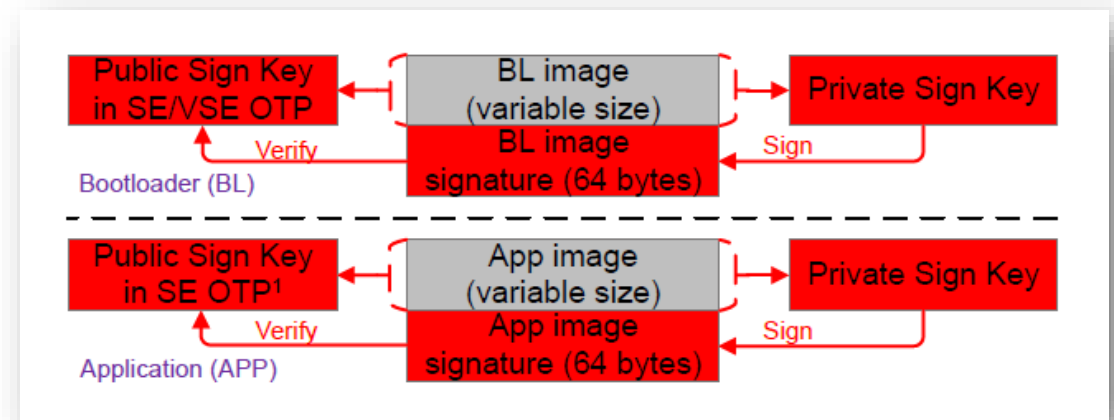 Public Sign Key
in SE/VSE OTP
BL image
(variable size)
Private Sign Key
Verify
BL image
signature (64 bytes)
Sign
Bootloader (BL)
Public Sign Key
in SE OTP¹
App image
(variable size)
Private Sign Key
Verify
App image
signature (64 bytes)
Sign
Application (APP)